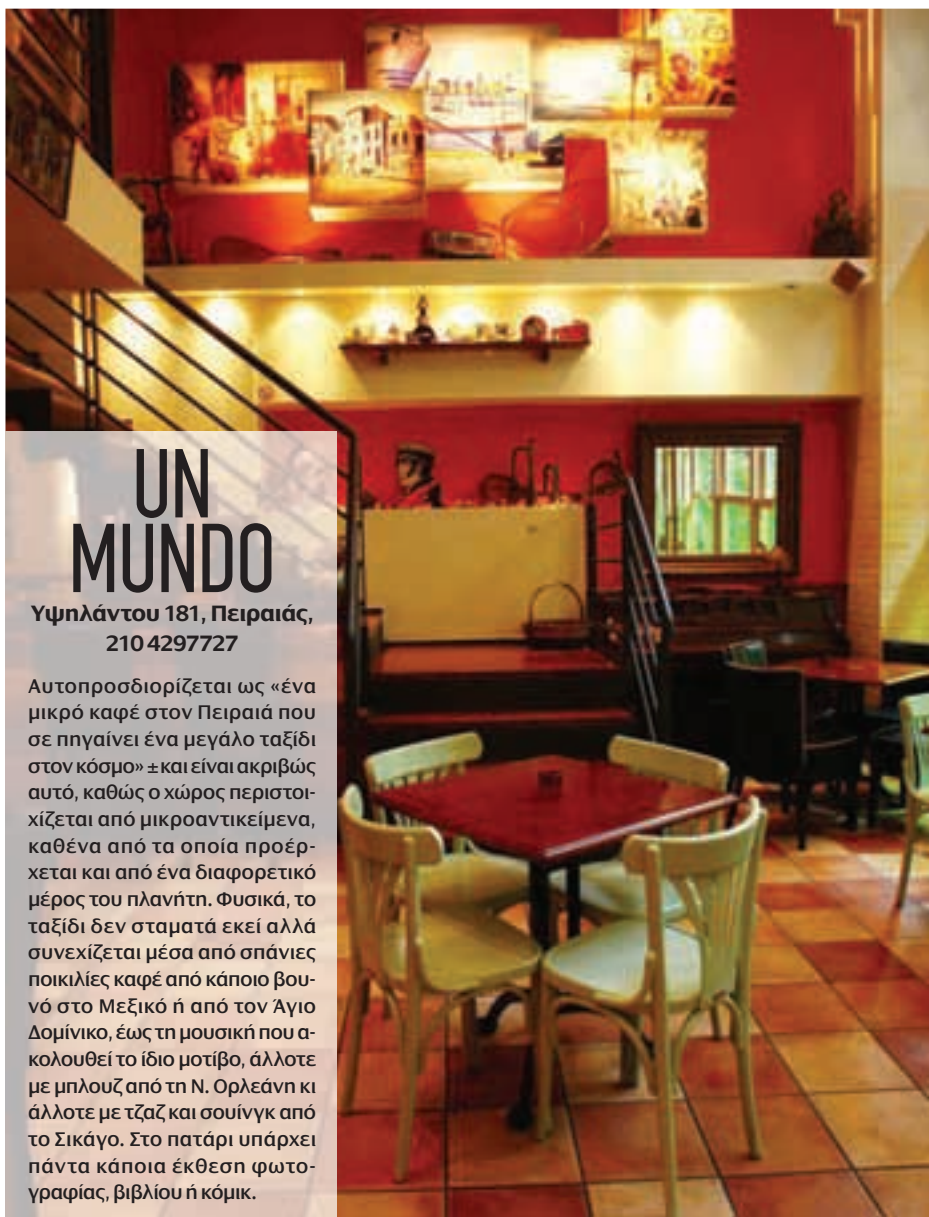 UN
MUNDO
Υψηλάντου 181, Πειραιάς,
210 4297727
Αυτοπροσδιορίζεται ως «ένα
μικρό καφέ στον Πειραιά που
σε πηγαίνει ένα μεγάλο ταξίδι
στον κόσμο» ±και είναι ακριβώς
αυτό, καθώς ο χώρος περιστοι-
χίζεται από μικροαντικείμενα,
καθένα από τα οποία προέρ-
χεται και από ένα διαφορετικό
μέρος του πλανήτη. Φυσικά, το
ταξίδι δεν σταματά εκεί αλλά
συνεχίζεται μέσα από σπάνιες
ποικιλίες καφέ από κάποιο βου-
νό στο Μεξικό ή από τον Άγιο
Δομίνικο, έως τη μουσική που α-
κολουθεί το ίδιο μοτίβο, άλλοτε
με μπλουζ από τη Ν. Ορλεάνη κι
άλλοτε με τζαζ και σουίνγκ από
το Σικάγο. Στο πατάρι υπάρχει
πάντα κάποια έκθεση φωτο-
γραφίας, βιβλίου ή κόμικ.